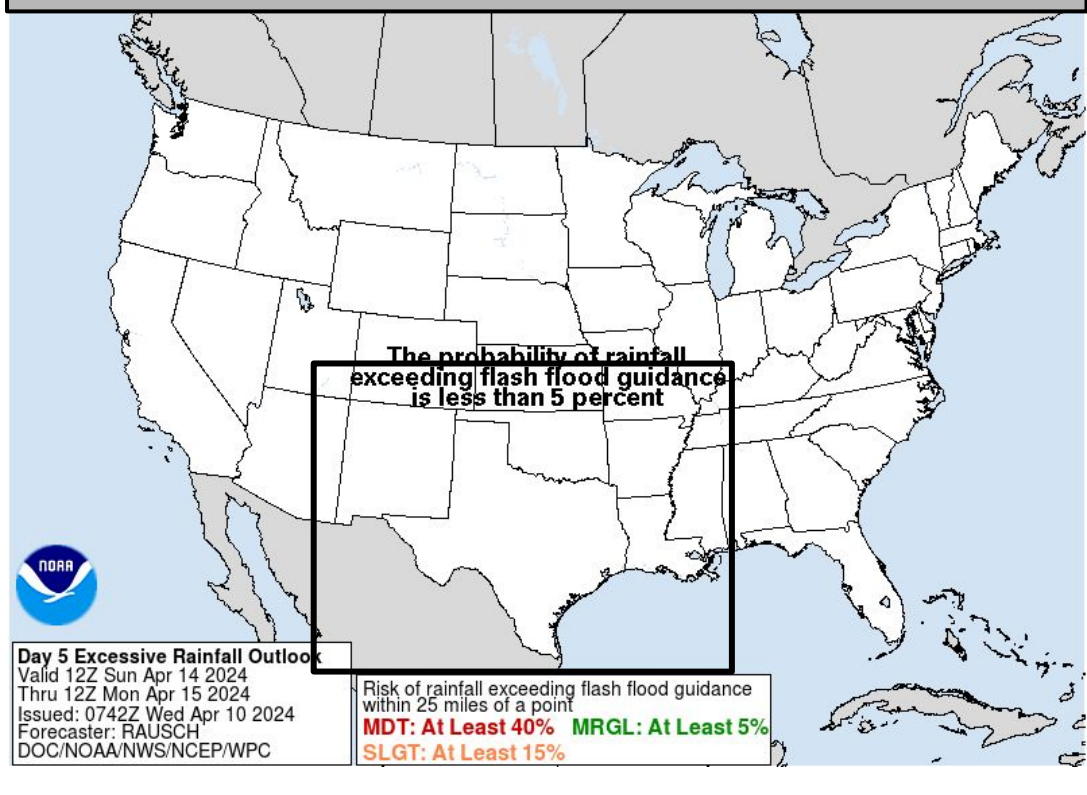 The probability of rainfall
exceeding flash flood guidance
is less than 5 percent
NOAA
Day 5 Excessive Rainfall Outlook
Valid 12Z Sun Apr 14 2024
Thru 12Z Mon Apr 15 2024
Issued: 0742Z Wed Apr 10 2024
Forecaster: RAUSCH
DOC/NOAA/NWS/NCEP/WPC
Risk of rainfall exceeding flash flood guidance
within 25 miles of a point
MDT: At Least 40% MRGL: At Least 5%
SLGT: At Least 15%